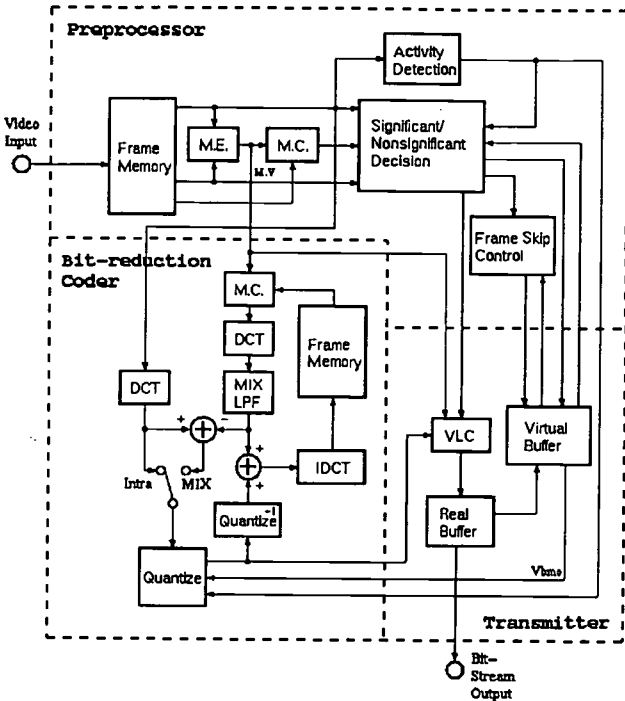 Preprocessor
Activity
Detection
Video
Input
Frame
Memory
M.E.
M.C.
M.V
Significant/
Nonsignificant
Decision
Frame Skip
Control
Bit-reduction
Coder
M.C.
DCT
MIX
LPF
Frame
Memory
DCT
+
-
+
+
IDCT
VLC
Virtual
Buffer
Intra
MIX
Quantize
-1
Real
Buffer
Quantize
Vbmo
Transmitter
Bit-
Stream
Output